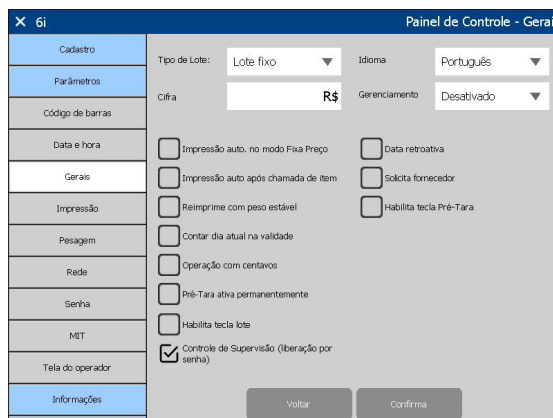 6i
Painel de Controle - Gerai
Cadastro
Parâmetros
Código de barras
Data e hora
Gerais
Impressão
Pesagem
Rede
Senha
MIT
Tela do operador
Informações
Tipo de Lote: Lote fixo
Idioma Português
Cifra R$
Gerenciamento Desativado
Impressão auto. no modo Fixa Preço
Data retroativa
Impressão auto após chamada de item
Solicita fornecedor
Reimprime com peso estável
Habilita tecla Pré-Tara
Contar dia atual na validade
Operação com centavos
Pré-Tara ativa permanentemente
Habilita tecla lote
Controle de Supervisão (liberação por
senha)
Voltar
Confirma